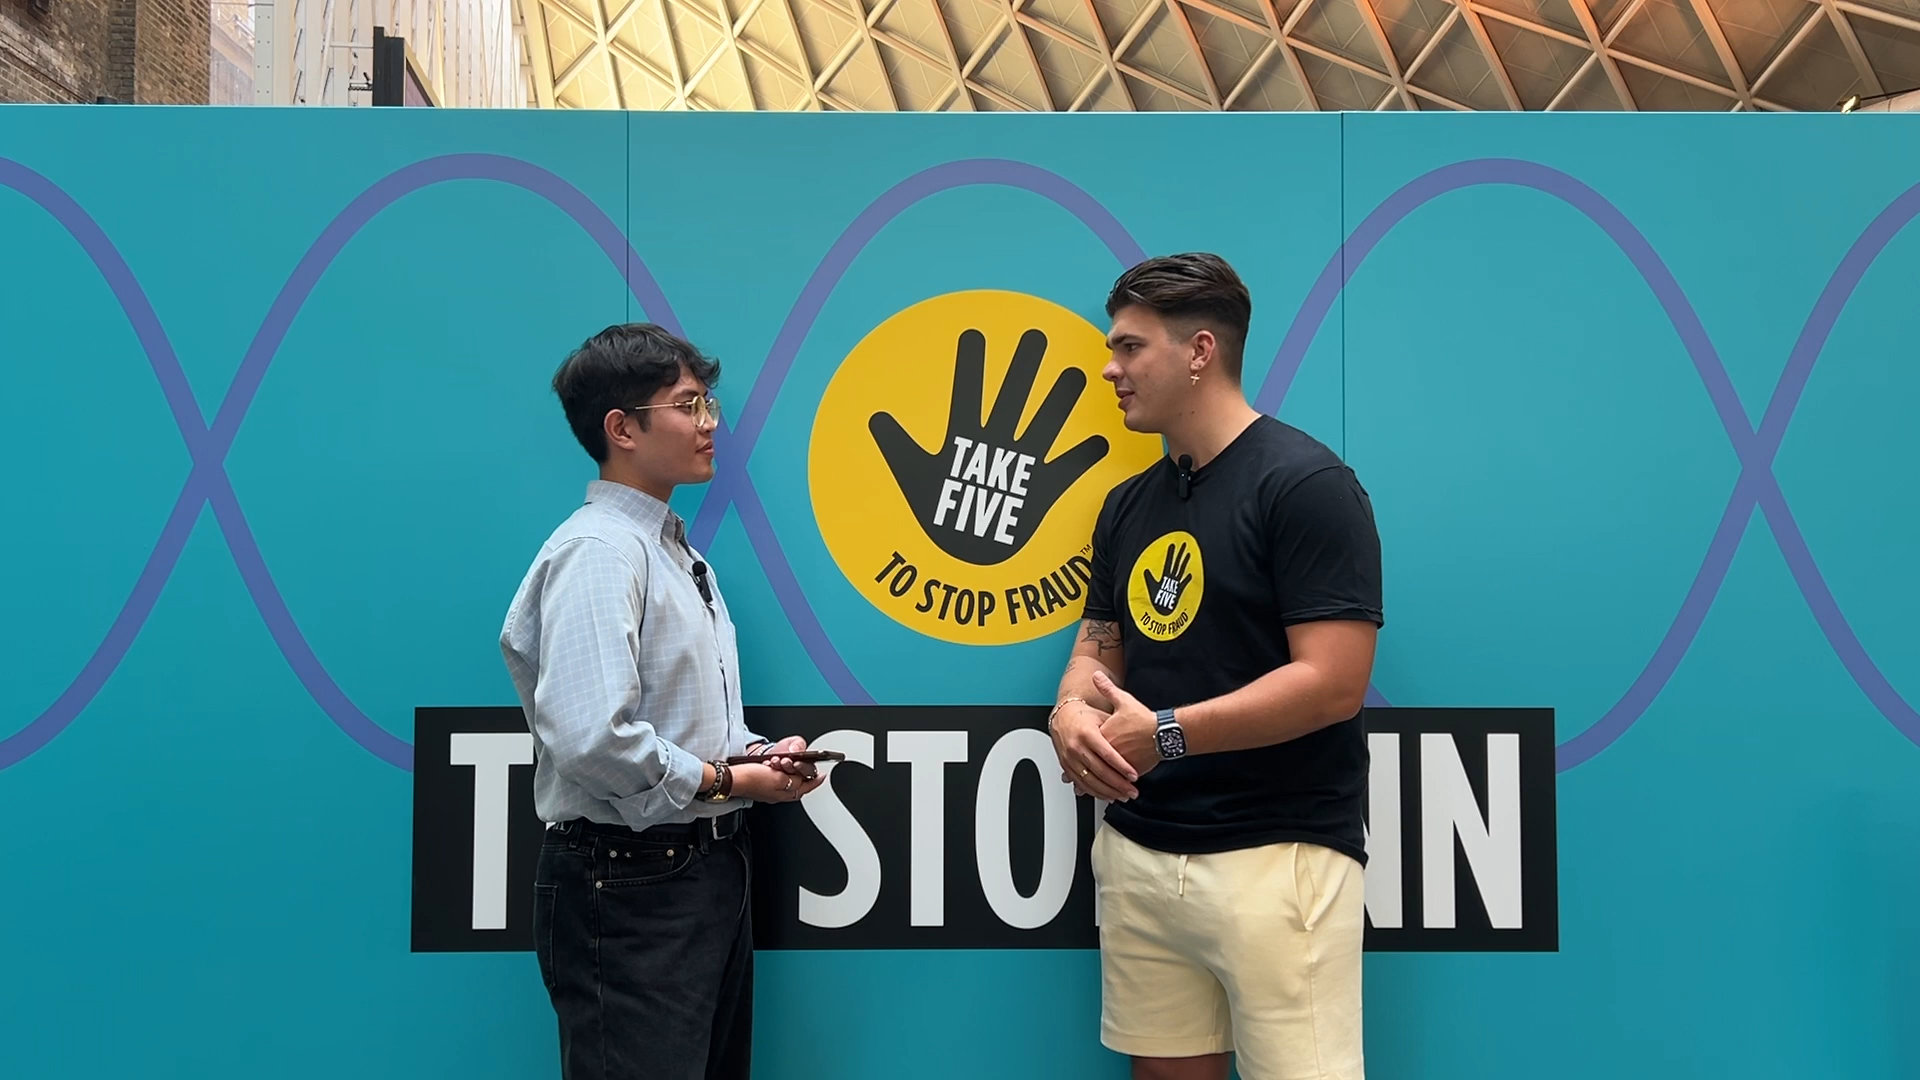 TAKE
FIVE
TO STOP FRAUD™
TAKE
FIVE
TO STOP FRAUD
T STO NN